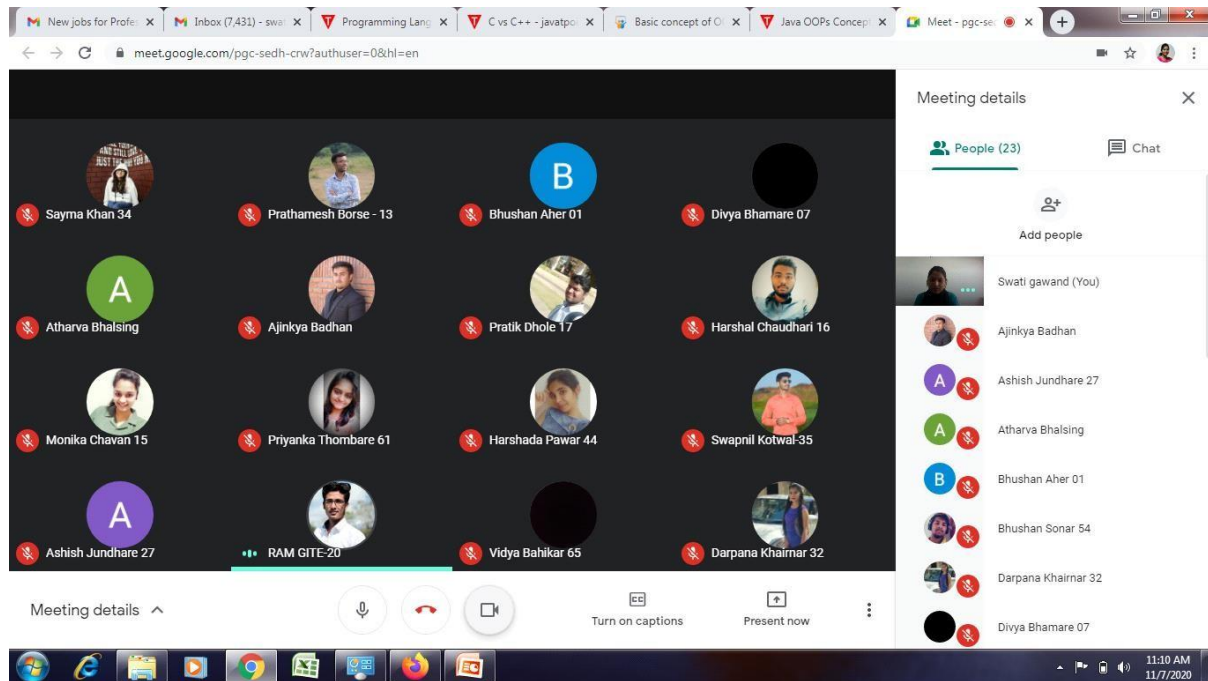 New jobs for Profe
Inbox (7,431) - swa
Programming Lang
C vs C++ - javatpoi
Basic concept of O
Java OOPs Concept
Meet - pgc-sed
meet.google.com/pgc-sedh-crw?authuser=0&hl=en
Meeting details
People (23)
Chat
Add people
Sayma Khan 34
Prathamesh Borse - 13
B
Bhushan Aher 01
Divya Bhamare 07
A
Atharva Bhalsing
Ajinkya Badhan
Pratik Dhole 17
Harshal Chaudhari 16
Monika Chavan 15
Priyanka Thombare 61
Harshada Pawar 44
Swapnil Kotwal-35
A
Ashish Jundhare 27
RAM GITE-20
Vidya Bahikar 65
Darpana Khairnar 32
Swati gawand (You)
Ajinkya Badhan
A
Ashish Jundhare 27
A
Atharva Bhalsing
B
Bhushan Aher 01
Bhushan Sonar 54
Darpana Khairnar 32
Divya Bhamare 07
Meeting details
CC
Turn on captions
Present now
11:10 AM
11/7/2020